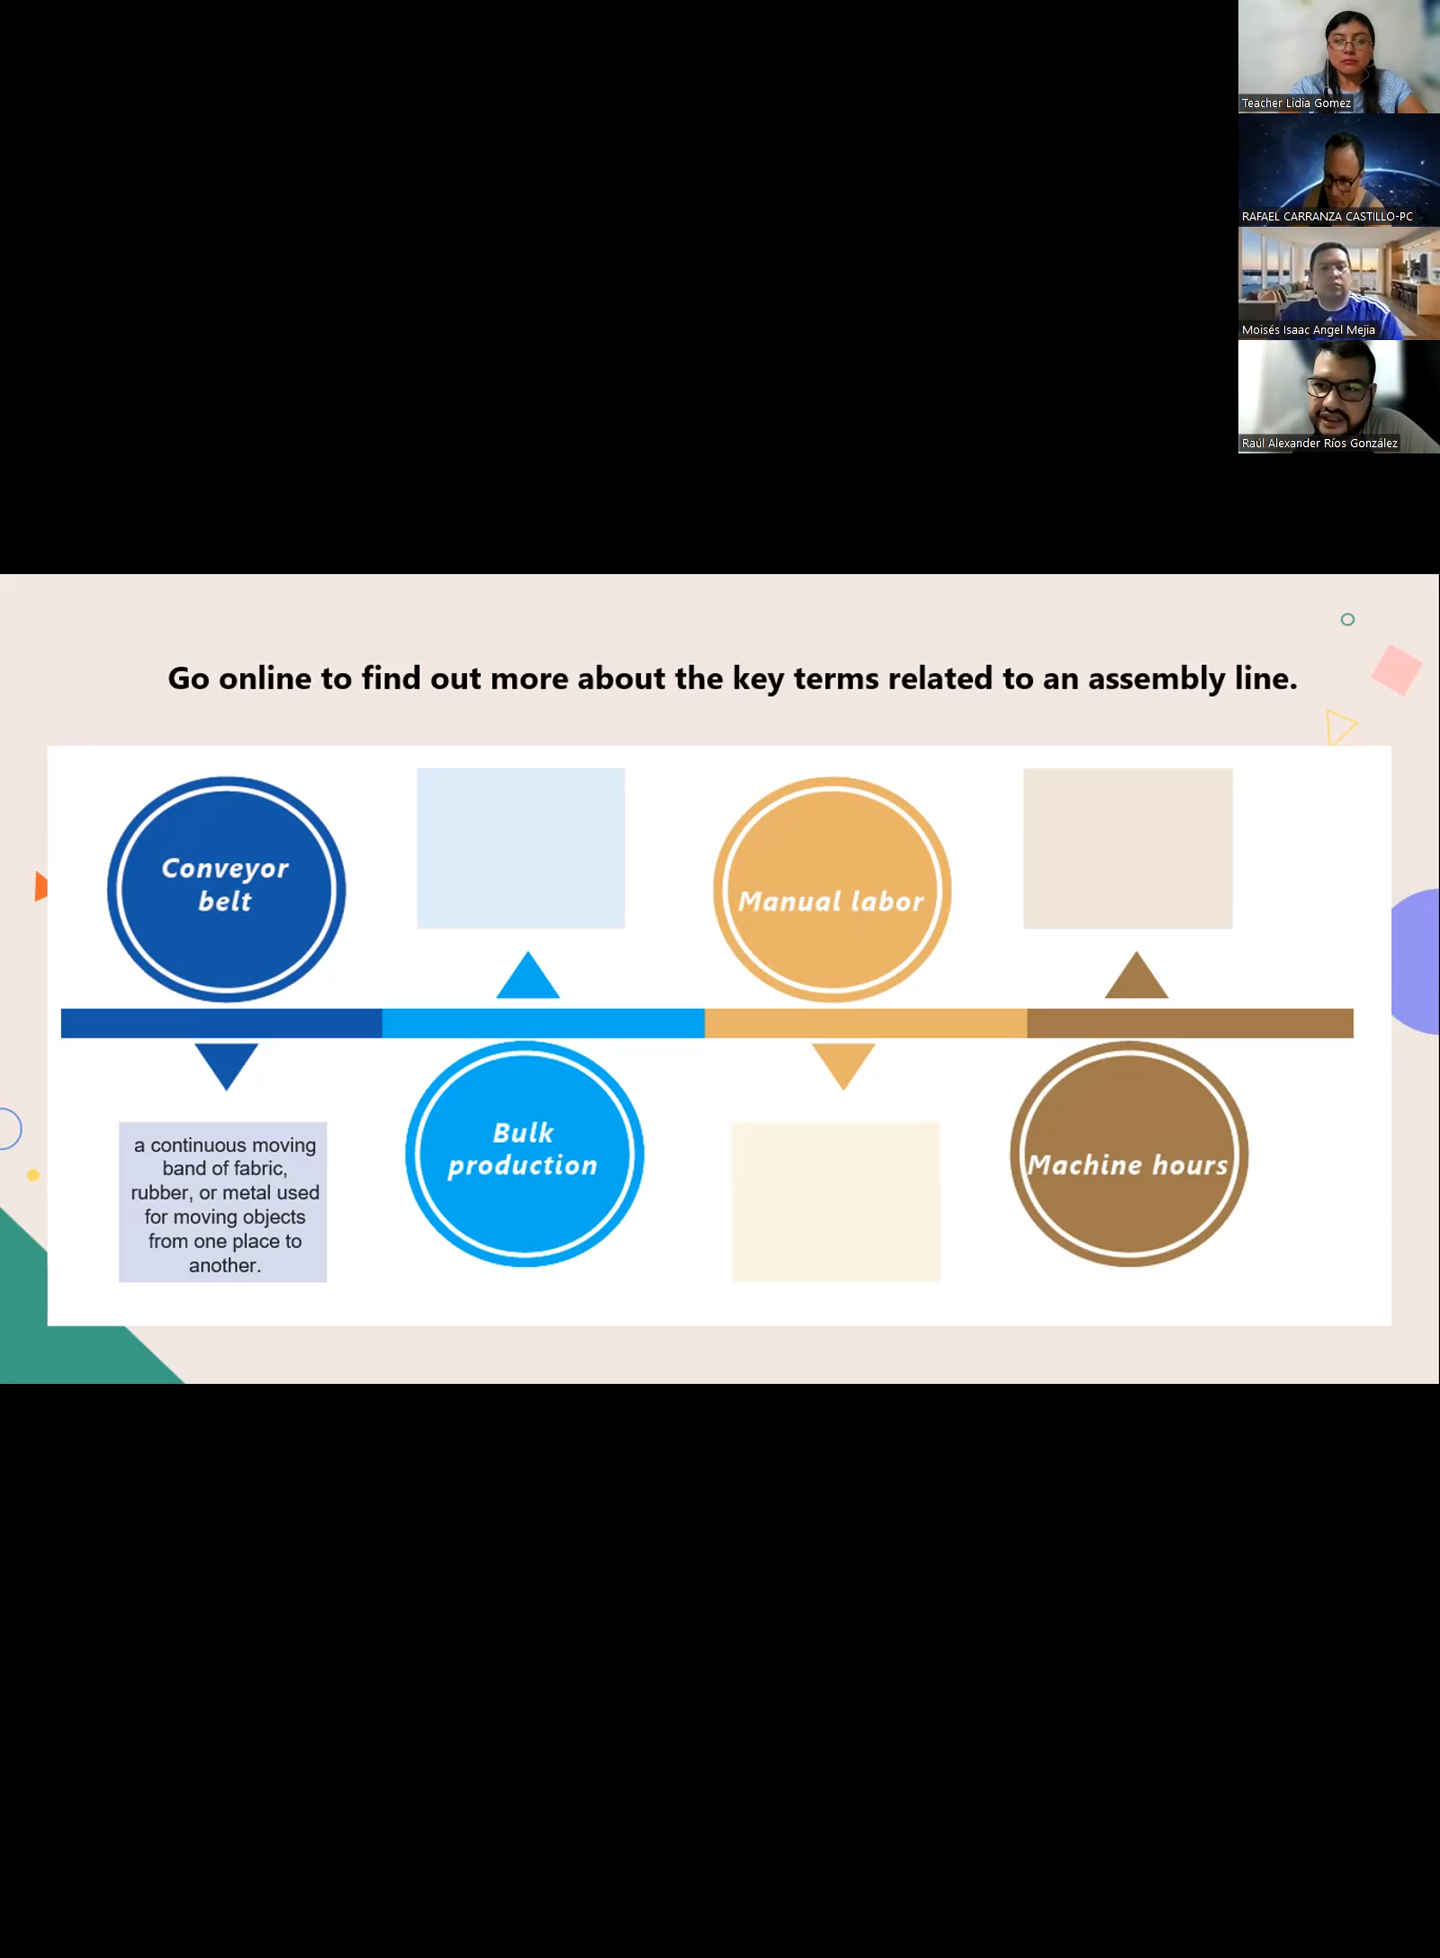 Teacher Lidia Gomez
RAFAEL CARRANZA CASTILLO-PC
Moisés Isaac Angel Mejia
Raúl Alexander Ríos González
Go online to find out more about the key terms related to an assembly line.
Conveyor
belt
Manual labor
a continuous moving
band of fabric,
rubber, or metal used
for moving objects
from one place to
another.
Bulk
production
Machine hours